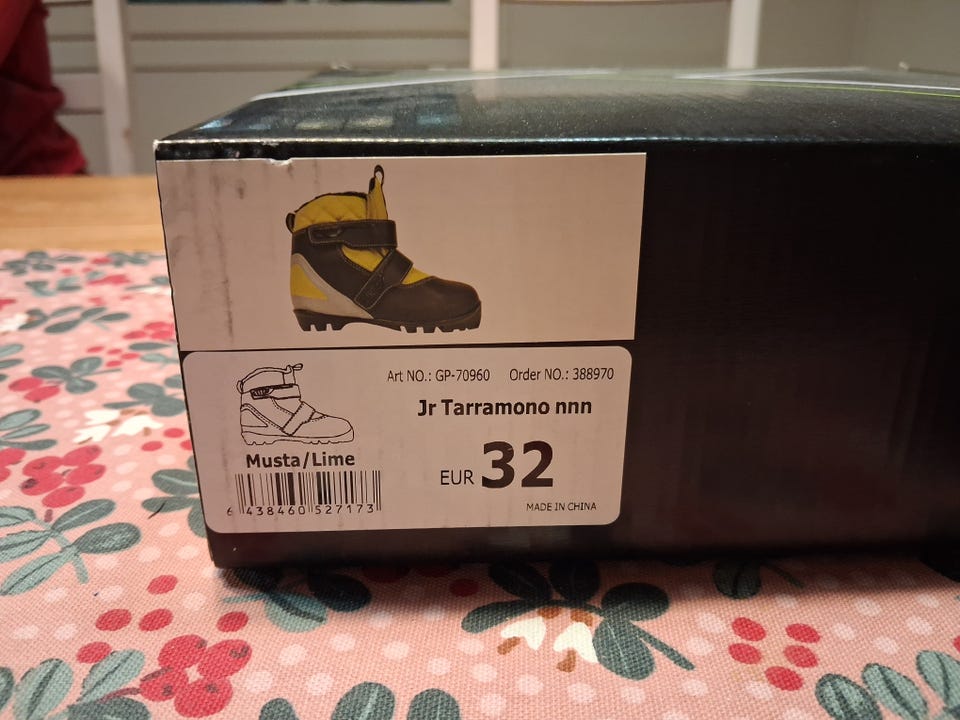 Art NO.: GP-70960 Order NO.: 388970
Jr Tarramono nnn
Musta/Lime
EUR 32
6 438460 527173
MADE IN CHINA